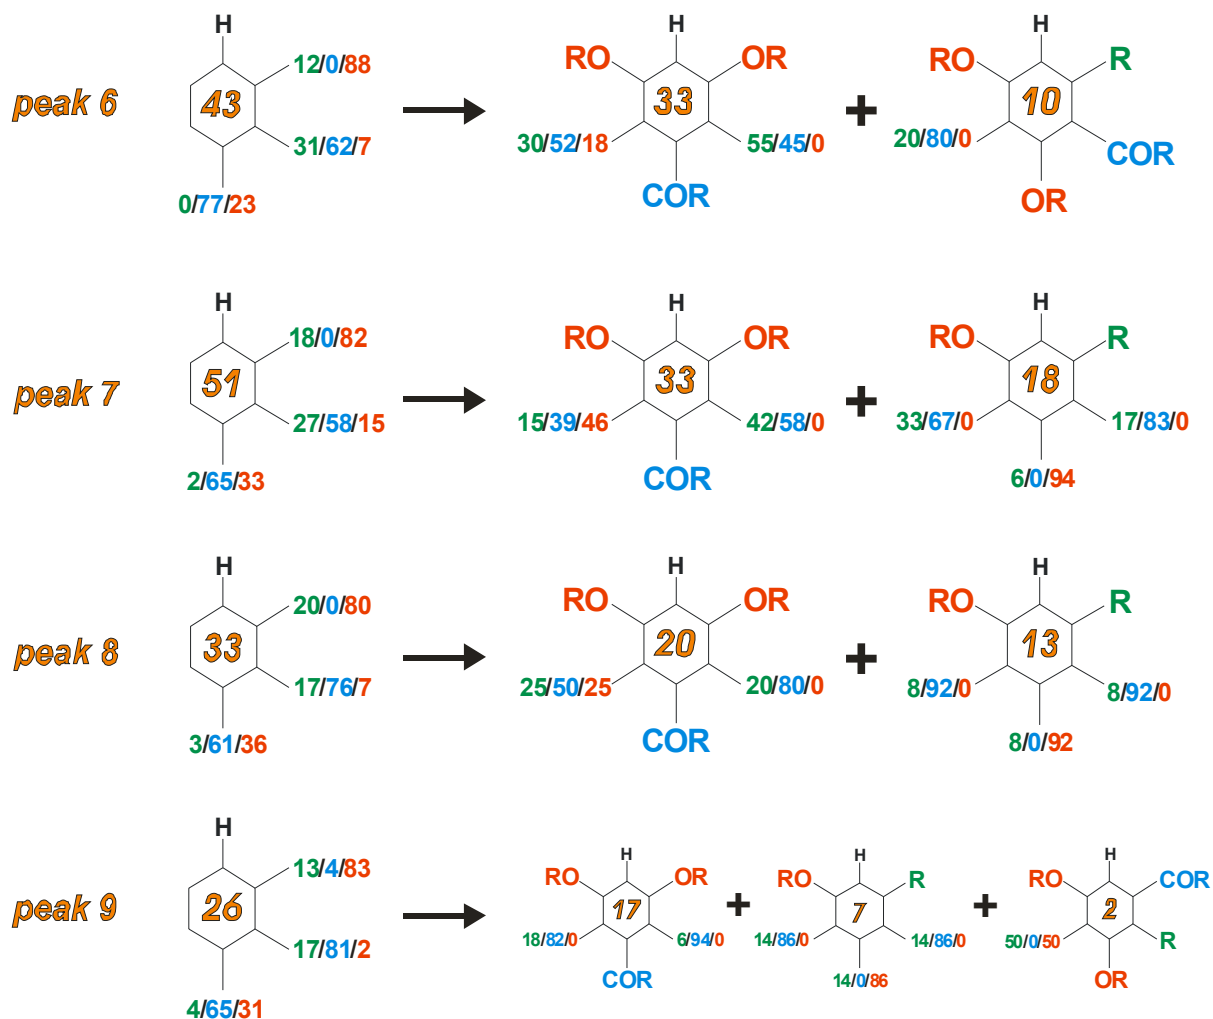 H H H
12/0/88 RO OR RO R
peak 6 43 33 10
31/62/7 30/52/18 55/45/0 + 20/80/0 COR
0/77/23 COR OR
H H H
18/0/82 RO OR RO R
peak 7 51 33 18
27/58/15 15/39/46 42/58/0 + 33/67/0 17/83/0
2/65/33 COR 6/0/94
H H H
20/0/80 RO OR RO R
peak 8 33 20 + 13
17/76/7 25/50/25 20/80/0 8/92/0 8/92/0
3/61/36 COR 8/0/92
H H H H
13/4/83 RO OR RO R RO COR
peak 9 26 17 + 7 + 2
17/81/2 18/82/0 6/94/0 14/86/0 14/86/0 50/0/50 R
4/65/31 COR 14/0/86 OR